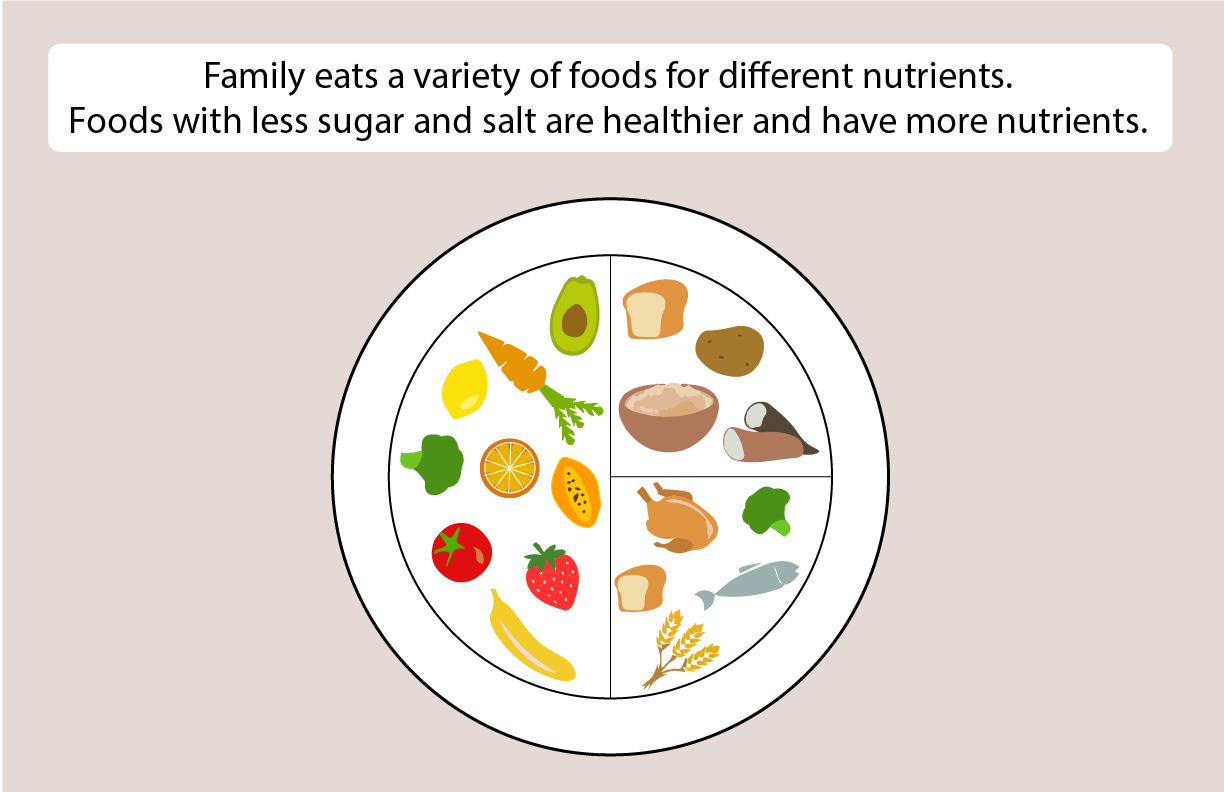 Family eats a variety of foods for different nutrients.
Foods with less sugar and salt are healthier and have more nutrients.